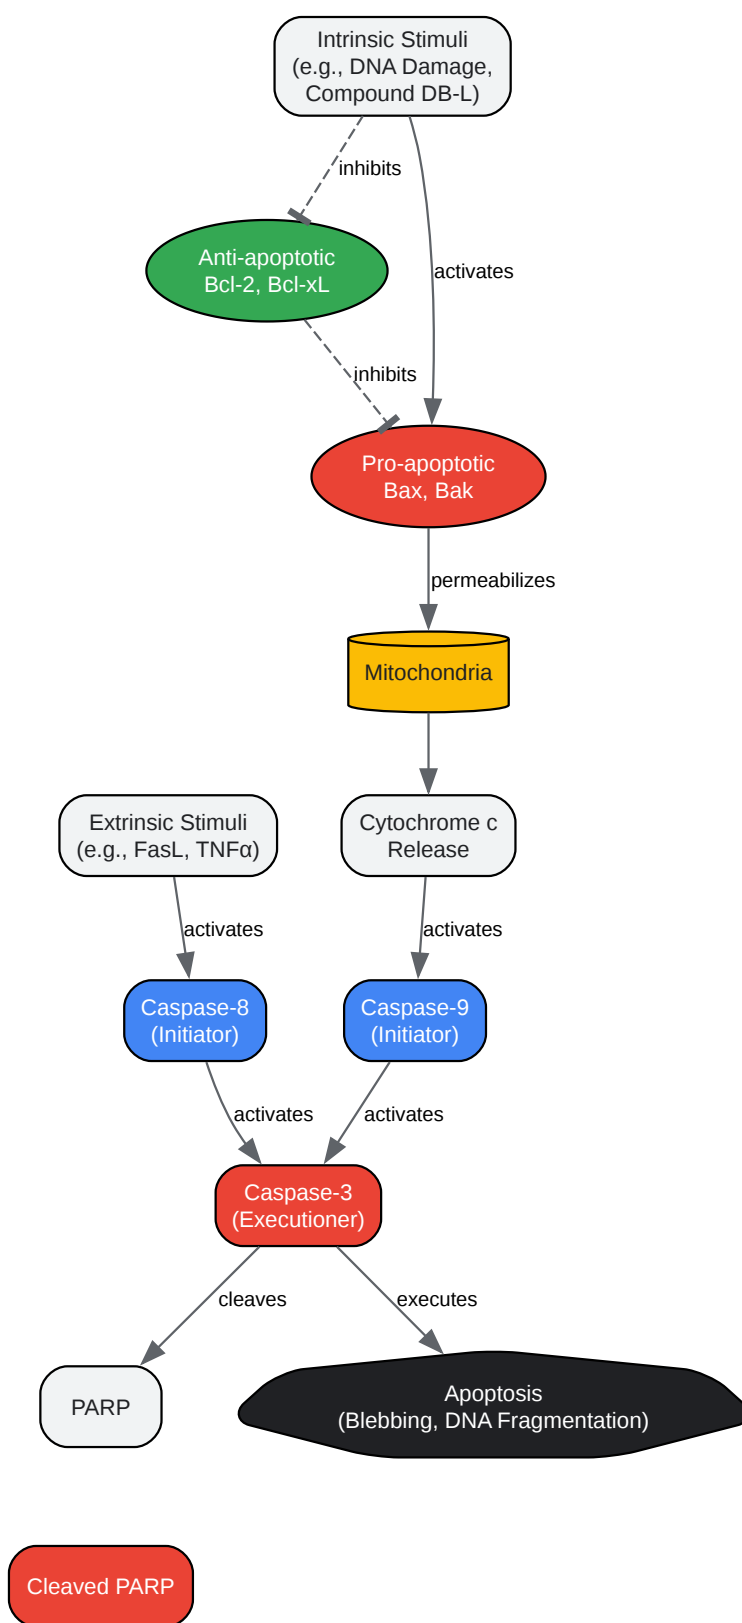 Intrinsic Stimuli
(e.g., DNA Damage,
Compound DB-L)
inhibits
Anti-apoptotic
Bcl-2, Bcl-xL
activates
inhibits
Pro-apoptotic
Bax, Bak
permeabilizes
Mitochondria
Extrinsic Stimuli
(e.g., FasL, TNFα)
Cytochrome c
Release
activates
activates
Caspase-8
(Initiator)
Caspase-9
(Initiator)
activates
activates
Caspase-3
(Executioner)
cleaves
executes
PARP
Apoptosis
(Blebbing, DNA Fragmentation)
Cleaved PARP